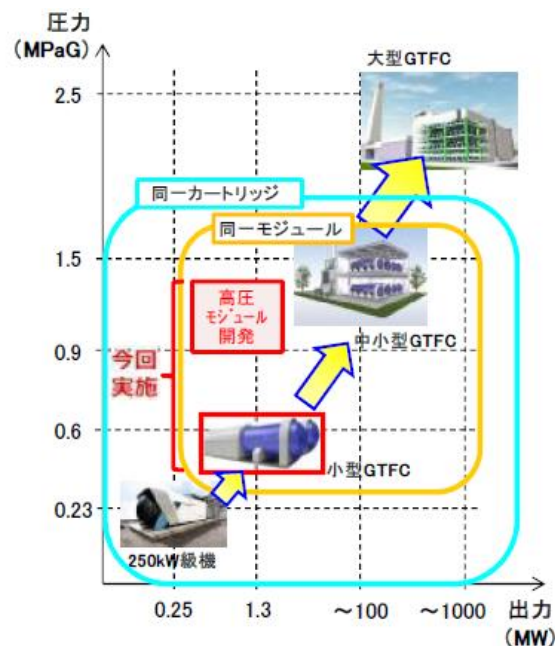 圧力
(MPaG)
大型GTFC
2.5
同一カートリッジ
同一モジュール
1.5
高圧
モジュール
開発
今回
実施
0.9
中小型GTFC
0.6
小型GTFC
0.23
250kW級機
0.25
1.3
～100
～1000
出力
(MW)